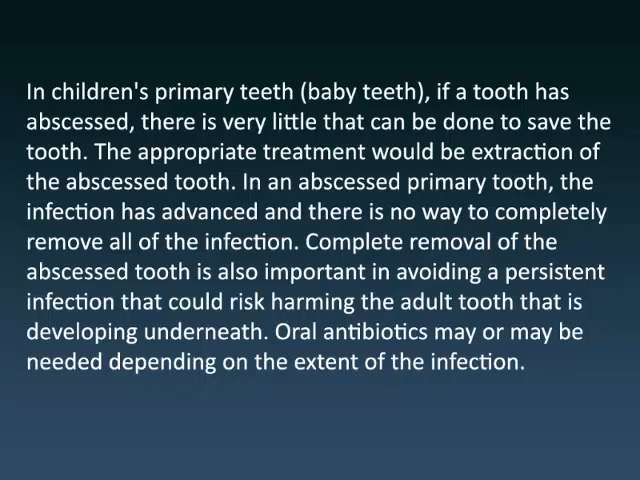 In children's primary teeth (baby teeth), if a tooth has
abscessed, there is very little that can be done to save the
tooth. The appropriate treatment would be extraction of
the abscessed tooth. In an abscessed primary tooth, the
infection has advanced and there is no way to completely
remove all of the infection. Complete removal of the
abscessed tooth is also important in avoiding a persistent
infection that could risk harming the adult tooth that is
developing underneath. Oral antibiotics may or may be
needed depending on the extent of the infection.